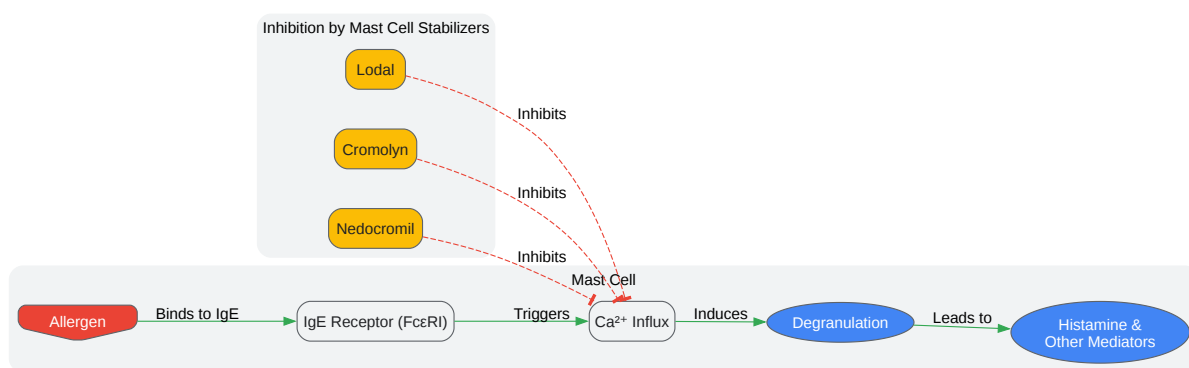 Inhibition by Mast Cell Stabilizers
Lodal
Inhibits
Cromolyn
Inhibits
Nedocromil
Inhibits
Mast Cell
Allergen
Binds to IgE
IgE Receptor (FcεRI)
Triggers
Ca²⁺ Influx
Induces
Degranulation
Leads to
Histamine &
Other Mediators